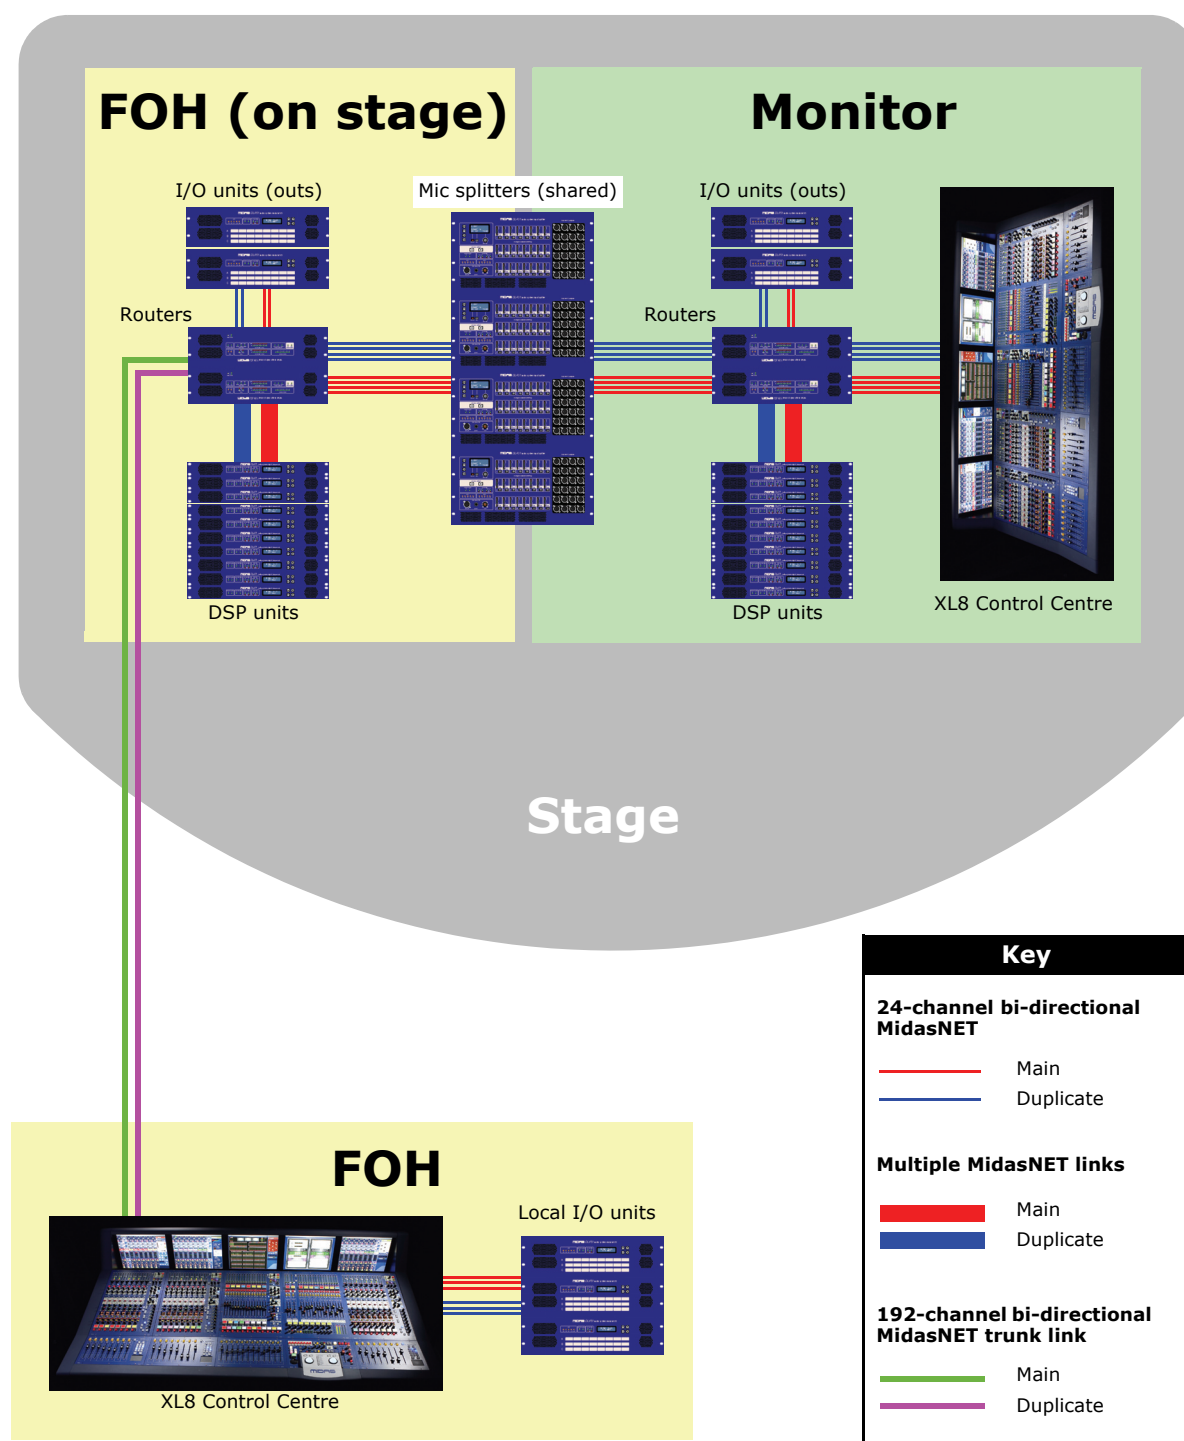 FOH (on stage)
Monitor
I/O units (outs)
Mic splitters (shared)
I/O units (outs)
Routers
Routers
DSP units
DSP units
XL8 Control Centre
Stage
FOH
Local I/O units
XL8 Control Centre
Key
24-channel bi-directional
MidasNET
Main
Duplicate
Multiple MidasNET links
Main
Duplicate
192-channel bi-directional
MidasNET trunk link
Main
Duplicate